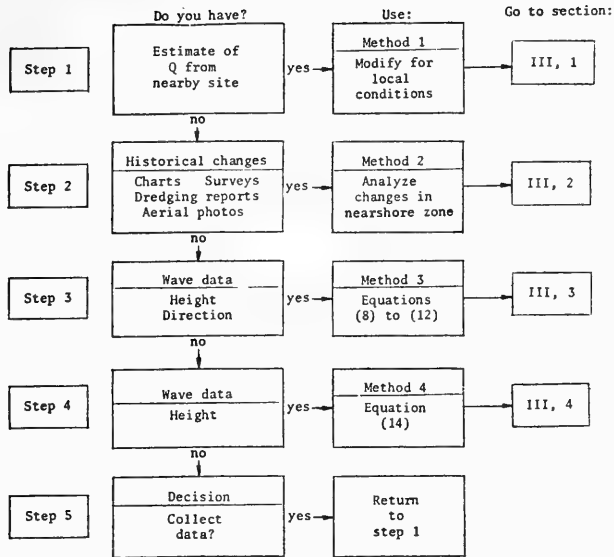 Do you have?
Use:
Go to section:
Step 1
Estimate of
Q from
nearby site
yes
Method 1
Modify for
local
conditions
III, 1
no
Step 2
Historical changes
Charts Surveys
Dredging reports
Aerial photos
yes
Method 2
Analyze
changes in
nearshore zone
III, 2
no
Step 3
Wave data
Height
Direction
yes
Method 3
Equations
(8) to (12)
III, 3
no
Step 4
Wave data
Height
yes
Method 4
Equation
(14)
III, 4
no
Step 5
Decision
Collect
data?
yes
Return
to
step 1